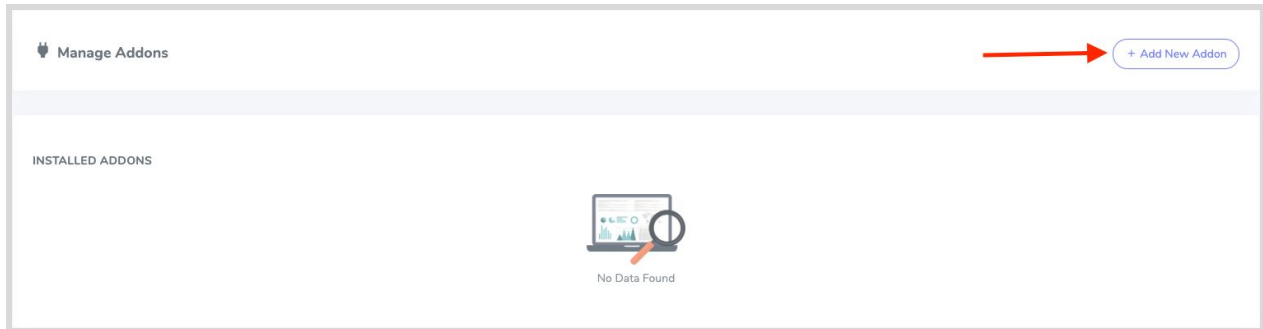 Manage Addons
+ Add New Addon
INSTALLED ADDONS
No Data Found